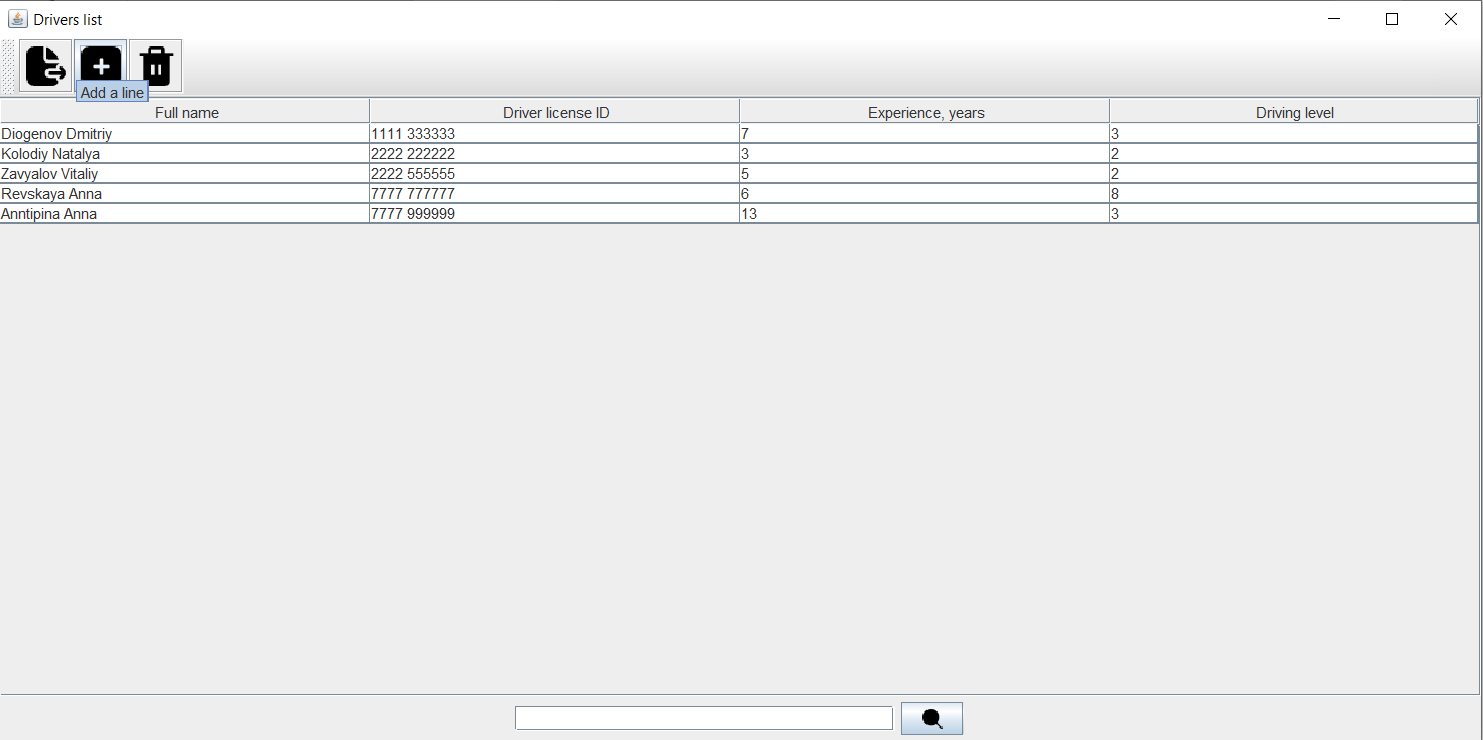 Drivers list
Add a line
Full name Driver license ID Experience, years Driving level
Diogenov Dmitriy 1111 333333 7 3
Kolodiy Natalya 2222 222222 3 2
Zavyalov Vitaliy 2222 555555 5 2
Revskaya Anna 7777 777777 6 8
Anntipina Anna 7777 999999 13 3